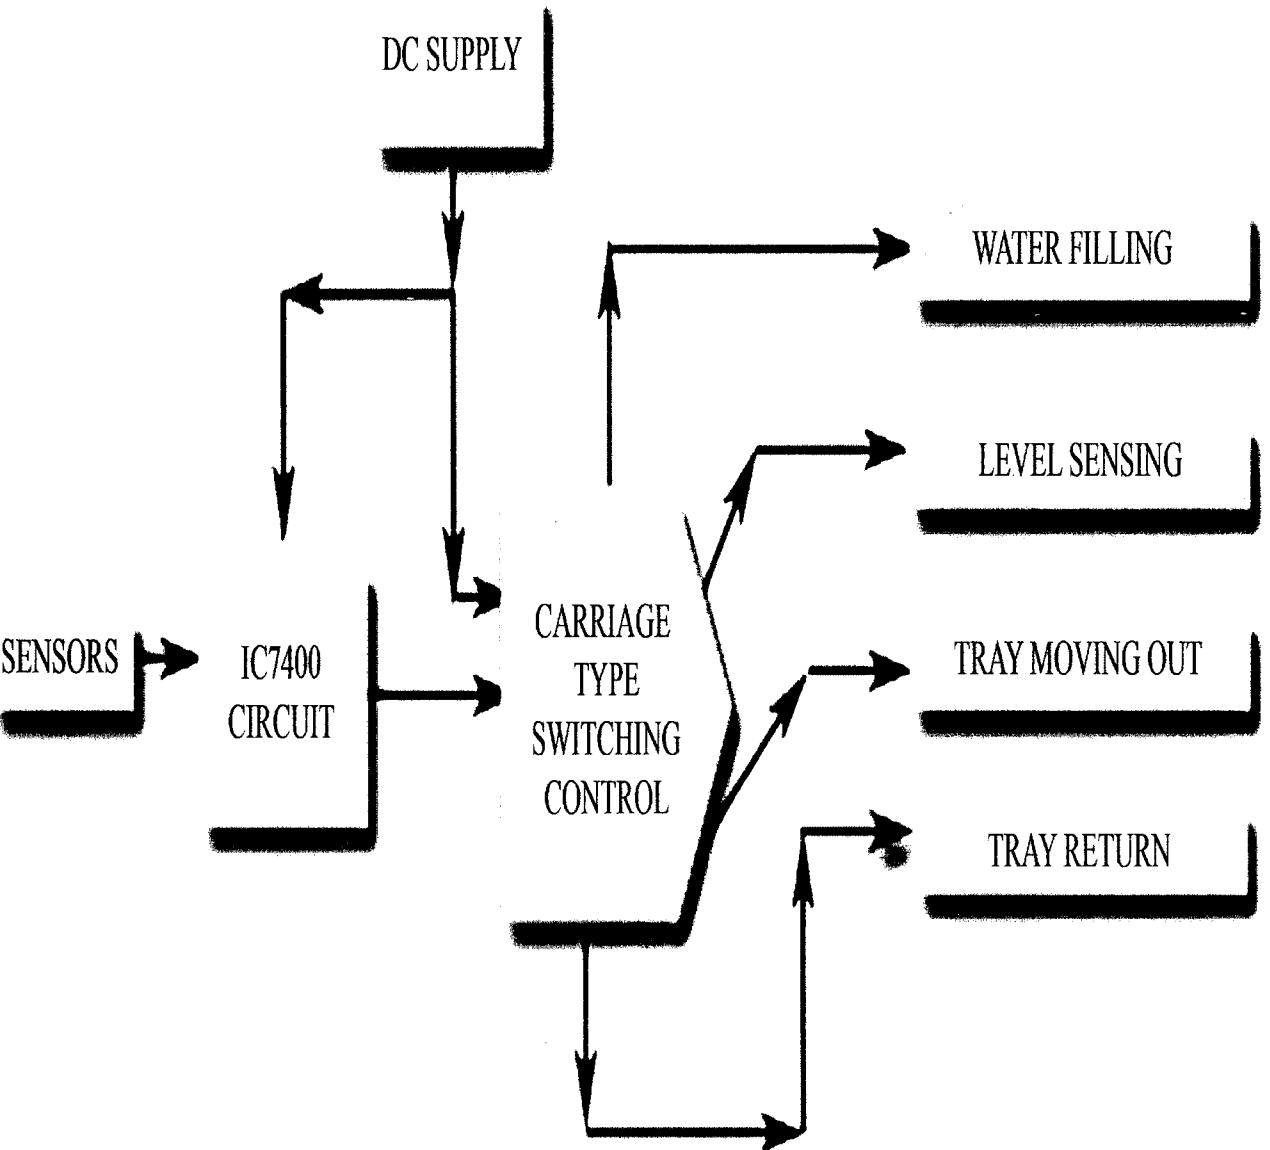 DC SUPPLY
WATER FILLING
LEVEL SENSING
SENSORS
IC7400
CIRCUIT
CARRIAGE
TYPE
SWITCHING
CONTROL
TRAY MOVING OUT
TRAY RETURN